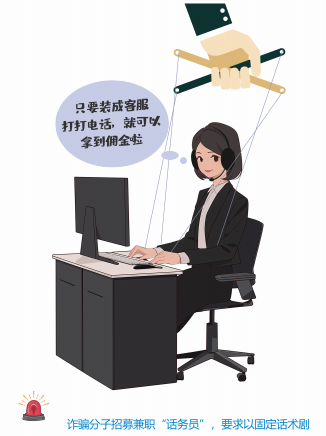 只要装成客服
打打电话，就可以
拿到佣金啦
诈骗分子招募兼职“话务员”，要求以固定话术剧